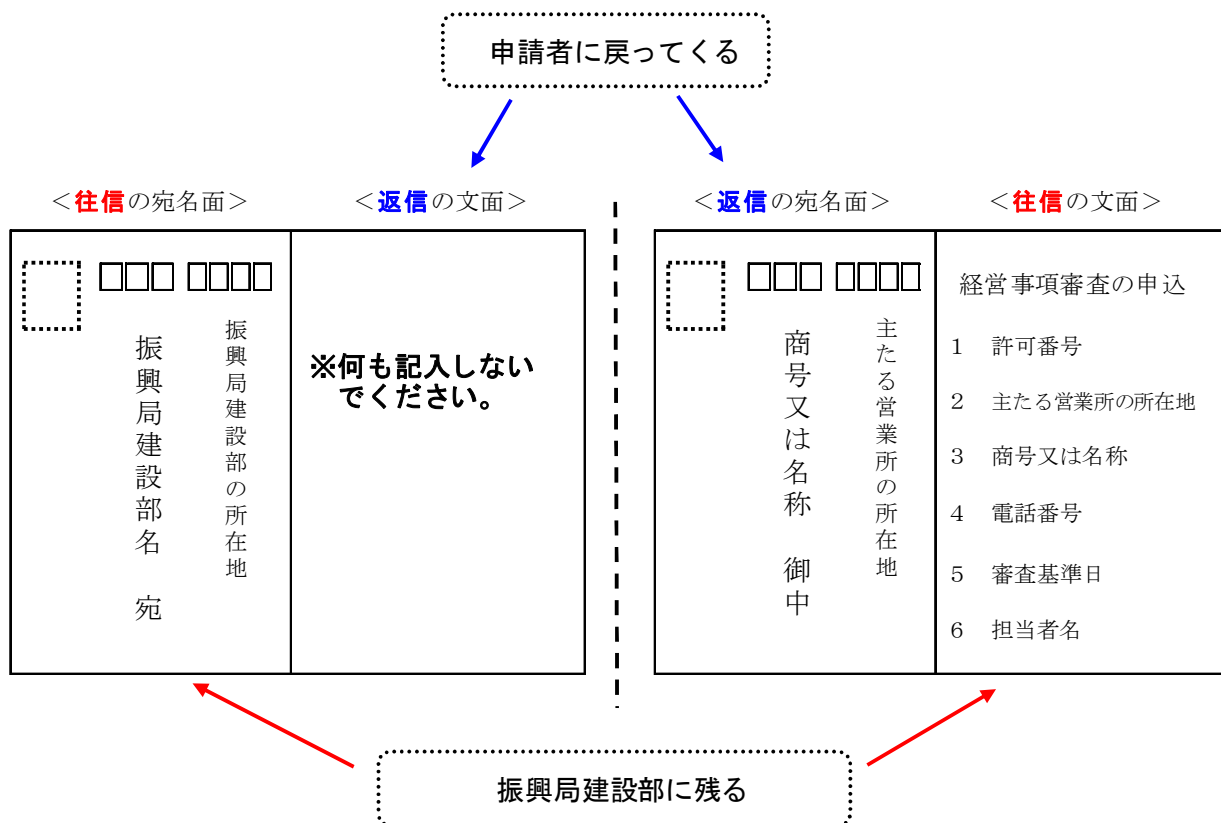 申請者に戻ってくる
＜往信の宛名面＞
＜返信の文面＞
＜返信の宛名面＞
＜往信の文面＞
振興局建設部の所在地
振興局建設部名　宛
※何も記入しない
でください。
主たる営業所の所在地
商号又は名称　御中
経営事項審査の申込
1　許可番号
2　主たる営業所の所在地
3　商号又は名称
4　電話番号
5　審査基準日
6　担当者名
振興局建設部に残る